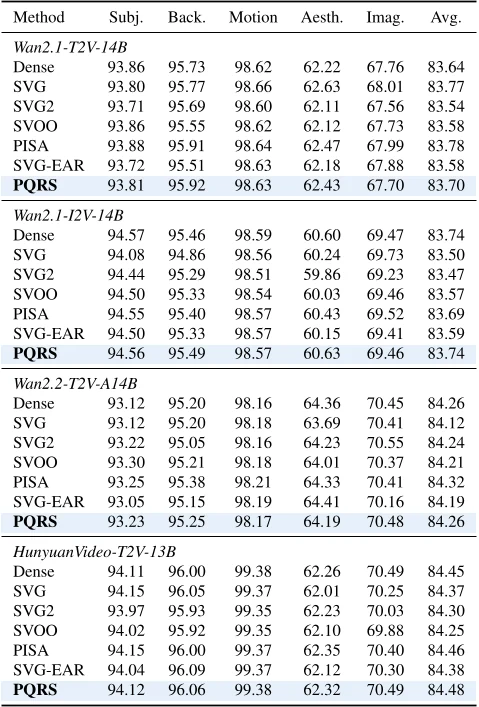 Method Subj. Back. Motion Aesth. Imag. Avg.
Wan2.1-T2V-14B
Dense 93.86 95.73 98.62 62.22 67.76 83.64
SVG 93.80 95.77 98.66 62.63 68.01 83.77
SVG2 93.71 95.69 98.60 62.11 67.56 83.54
SVOO 93.86 95.55 98.62 62.12 67.73 83.58
PISA 93.88 95.91 98.64 62.47 67.99 83.78
SVG-EAR 93.72 95.51 98.63 62.18 67.88 83.58
PQRS 93.81 95.92 98.63 62.43 67.70 83.70
Wan2.1-I2V-14B
Dense 94.57 95.46 98.59 60.60 69.47 83.74
SVG 94.08 94.86 98.56 60.24 69.73 83.50
SVG2 94.44 95.29 98.51 59.86 69.23 83.47
SVOO 94.50 95.33 98.54 60.03 69.46 83.57
PISA 94.55 95.40 98.57 60.43 69.52 83.69
SVG-EAR 94.50 95.33 98.57 60.15 69.41 83.59
PQRS 94.56 95.49 98.57 60.63 69.46 83.74
Wan2.2-T2V-A14B
Dense 93.12 95.20 98.16 64.36 70.45 84.26
SVG 93.12 95.20 98.18 63.69 70.41 84.12
SVG2 93.22 95.05 98.16 64.23 70.55 84.24
SVOO 93.30 95.21 98.18 64.01 70.37 84.21
PISA 93.25 95.38 98.21 64.33 70.41 84.32
SVG-EAR 93.05 95.15 98.19 64.41 70.16 84.19
PQRS 93.23 95.25 98.17 64.19 70.48 84.26
HunyuanVideo-T2V-13B
Dense 94.11 96.00 99.38 62.26 70.49 84.45
SVG 94.15 96.05 99.37 62.01 70.25 84.37
SVG2 93.97 95.93 99.35 62.23 70.03 84.30
SVOO 94.02 95.92 99.35 62.10 69.88 84.25
PISA 94.15 96.00 99.37 62.35 70.40 84.46
SVG-EAR 94.04 96.09 99.37 62.12 70.30 84.38
PQRS 94.12 96.06 99.38 62.32 70.49 84.48